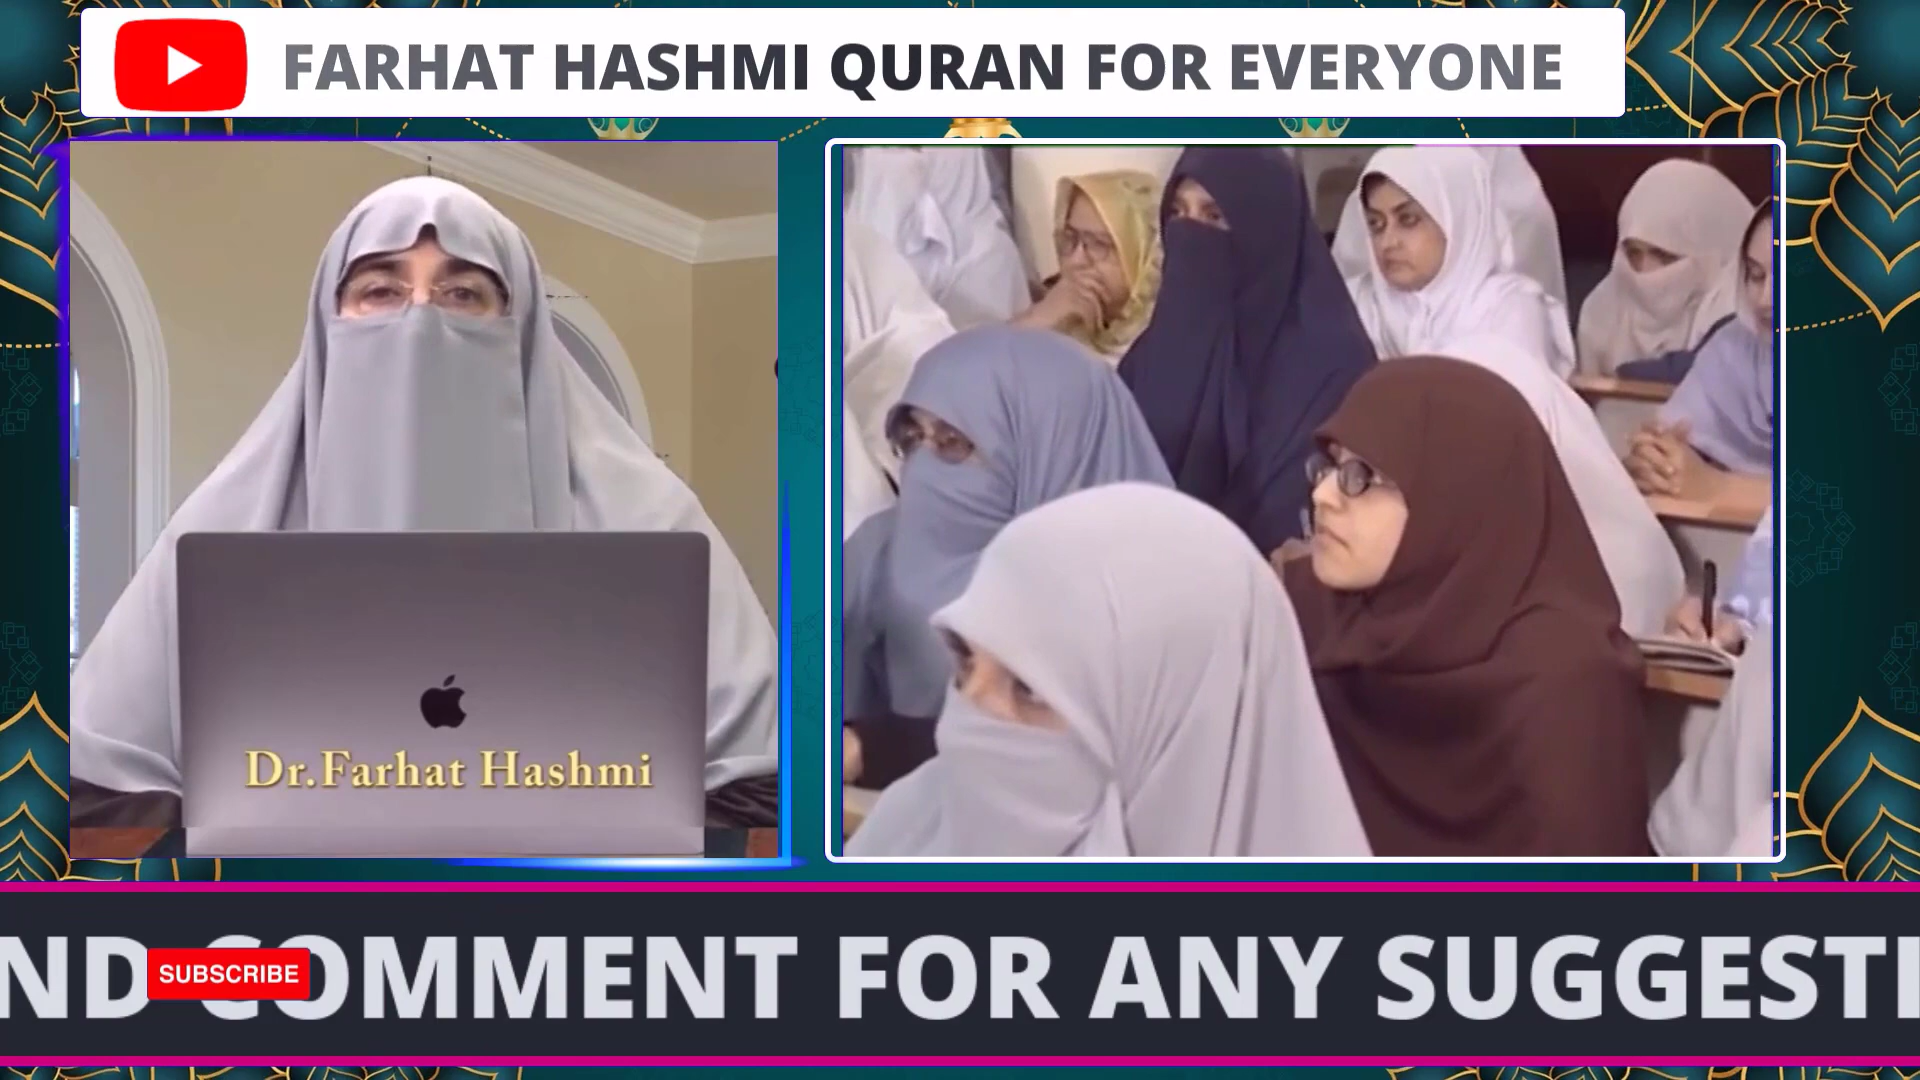 FARHAT HASHMI QURAN FOR EVERYONE
Dr.Farhat Hashmi
ND COMMENT FOR ANY SUGGESTI
SUBSCRIBE